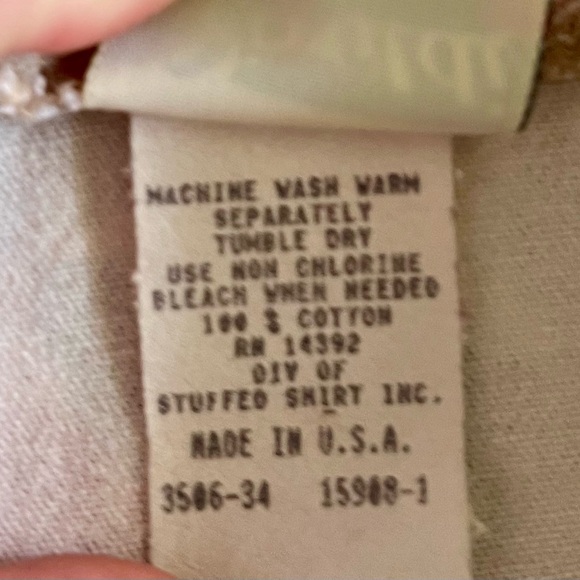 MACHINE WASH WARM
SEPARATELY
TUMBLE DRY
USE NON CHLORINE
BLEACH WHEN NEEDED
100 % COTTON
RN 14392
DIV OF
STUFFED SHIRT INC.
MADE IN U.S.A.
3506-34 15908-1